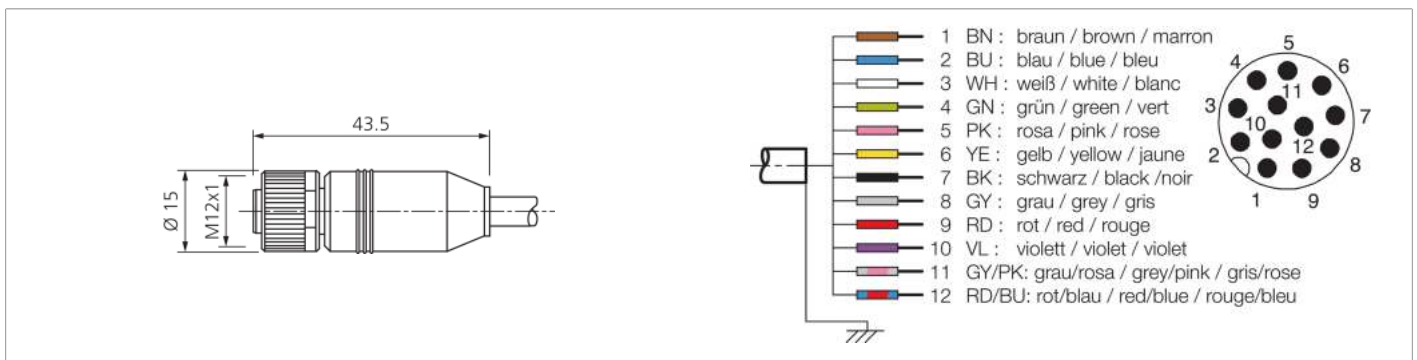 43.5
Ø 15
M12x1
1 BN : braun / brown / marron
2 BU : blau / blue / bleu
3 WH : weiß / white / blanc
4 GN : grün / green / vert
5 PK : rosa / pink / rose
6 YE : gelb / yellow / jaune
7 BK : schwarz / black /noir
8 GY : grau / grey / gris
9 RD : rot / red / rouge
10 VL : violett / violet / violet
11 GY/PK: grau/rosa / grey/pink / gris/rose
12 RD/BU: rot/blau / red/blue / rouge/bleu
5
4
6
11
3
7
10
12
2
8
1
9